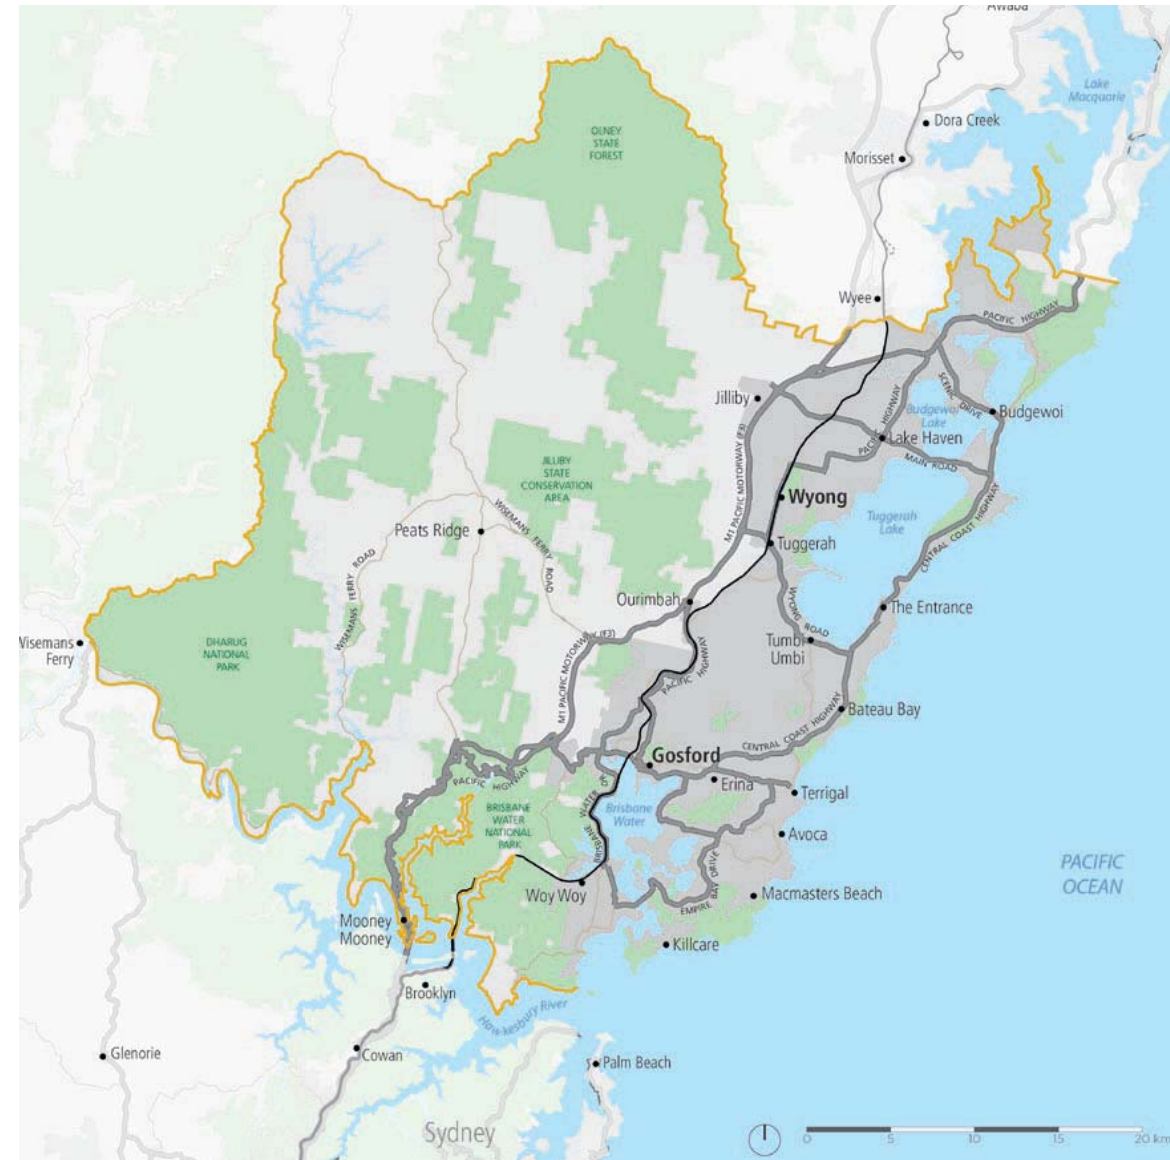 Awaba
Lake
Macquarie
Dora Creek
OLNEY
STATE
FOREST
Morisset
Wyee
PACIFIC HIGHWAY
Jilliby
SCENIC DRIVE
PACIFIC HIGHWAY
Budgewoi
Lake
Budgewoi
Lake Haven
MAIN ROAD
M1 PACIFIC MOTORWAY (F3)
JILLIBY
STATE
CONSERVATION
AREA
Wyong
WISEMANS FERRY ROAD
Peats Ridge
Tuggerah
Lake
CENTRAL COAST HIGHWAY
Tuggerah
WISEMANS FERRY ROAD
Ourimbah
WYONG ROAD
The Entrance
Wisemans
Ferry
DHARUG
NATIONAL
PARK
M1 PACIFIC MOTORWAY (F3)
PACIFIC HIGHWAY
Tumbi
Umbi
Bateau Bay
CENTRAL COAST HIGHWAY
Gosford
PACIFIC HIGHWAY
Erina
Terrigal
BRISBANE
WATER
NATIONAL
PARK
BRISBANE WATER RD
Brisbane
Water
Avoca
PACIFIC
OCEAN
Woy Woy
EMPIRE BAY DRIVE
Macmasters Beach
Mooney
Mooney
Killcare
Brooklyn
Hawkesbury River
Glenorie
Cowan
Palm Beach
Sydney
0 5 10 15 20 km